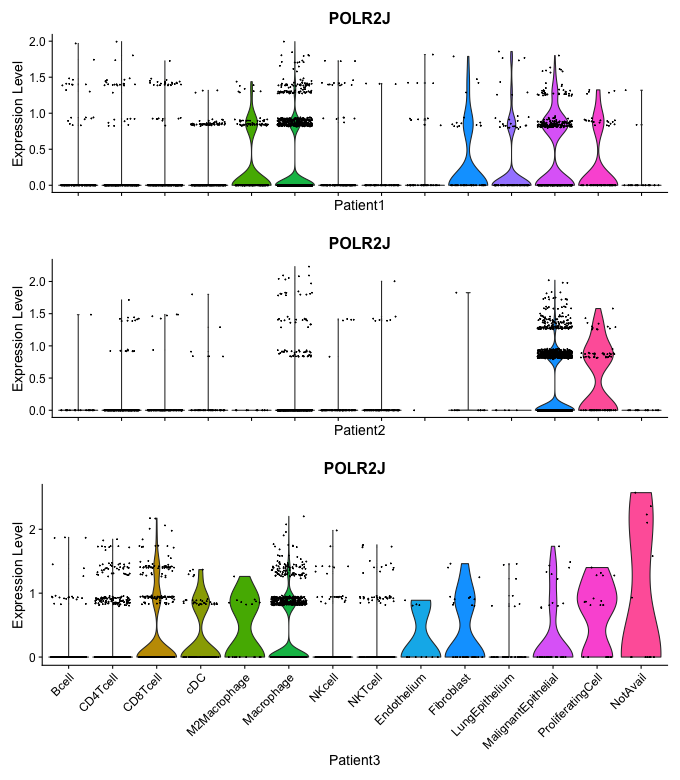 POLR2J
Expression Level
2.0
1.5
1.0
0.5
0.0
Patient1
POLR2J
Expression Level
2.0
1.5
1.0
0.5
0.0
Patient2
POLR2J
Expression Level
2
1
0
Bcell
CD4Tcell
CD8Tcell
cDC
M2Macrophage
Macrophage
NKcell
NKTcell
Endothelium
Fibroblast
LungEpithelium
MalignantEpithelial
ProliferatingCell
NotAvail
Patient3